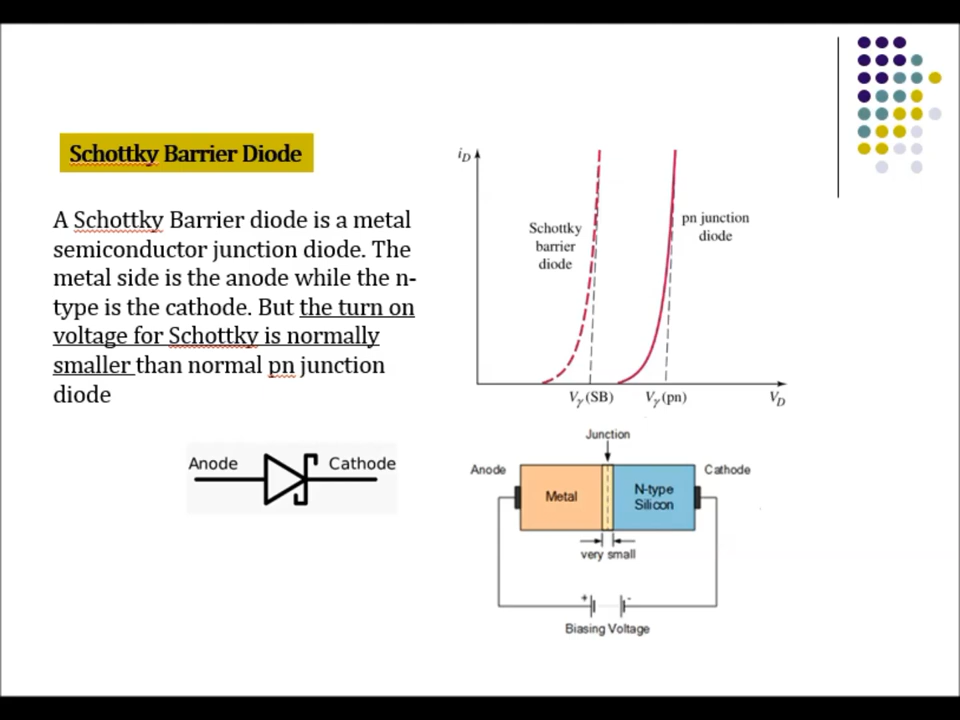 Schottky Barrier Diode
A Schottky Barrier diode is a metal
semiconductor junction diode. The
metal side is the anode while the n-
type is the cathode. But the turn on
voltage for Schottky is normally
smaller than normal pn junction
diode
Anode
Cathode
iD
Schottky
barrier
diode
pn junction
diode
Vγ(SB)
Vγ(pn)
VD
Junction
Anode
Cathode
Metal
N-type
Silicon
very small
+
-
Biasing Voltage